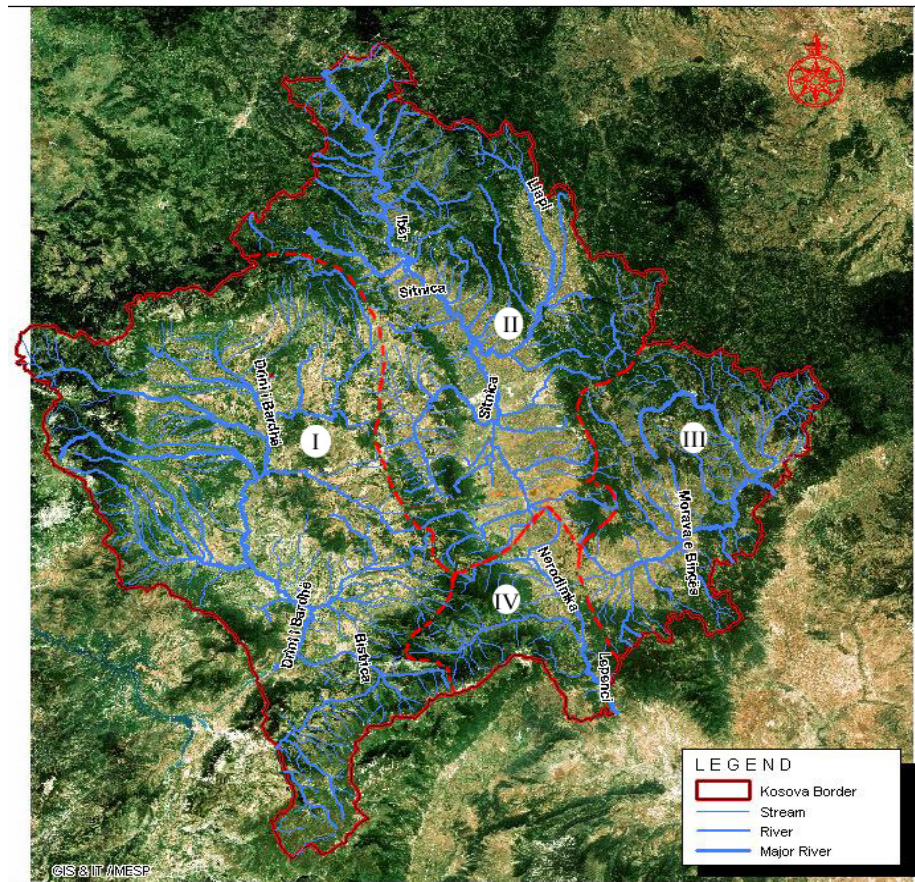 Llapi
Ibër
Sitnica
II
Drini i Bardhë
Sitnica
I
III
Morava e Binçës
Nerodimka
IV
Drini i Bardhë
Bistrica
Lepenci
LEGEND
Kosova Border
Stream
River
Major River
GIS & IT / MESP